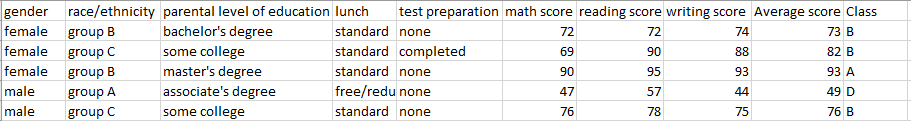 gender race/ethnicity parental level of education lunch test preparation math score reading score writing score Average score Class
female group B bachelor's degree standard none 72 72 74 73 B
female group C some college standard completed 69 90 88 82 B
female group B master's degree standard none 90 95 93 93 A
male group A associate's degree free/redu none 47 57 44 49 D
male group C some college standard none 76 78 75 76 B